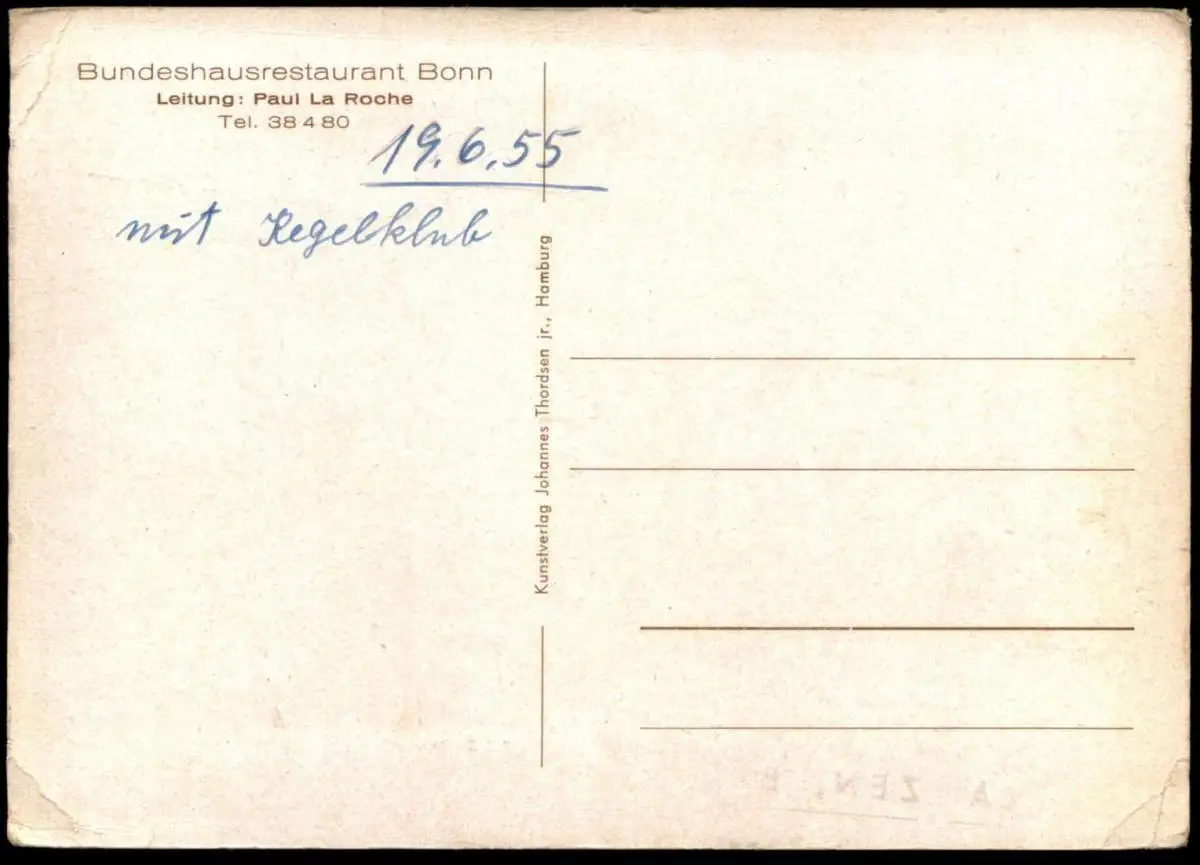 Bundeshausrestaurant Bonn
Leitung: Paul La Roche
Tel. 38 4 80
19.6.55
mit Kegelklub
Kunstverlag Johannes Thordsen jr., Hamburg